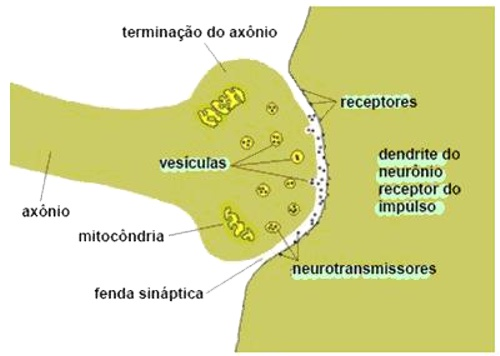 terminação do axônio
receptores
vesículas
dendrite do
neurônio
receptor do
impulso
axônio
mitocôndria
neurotransmissores
fenda sináptica